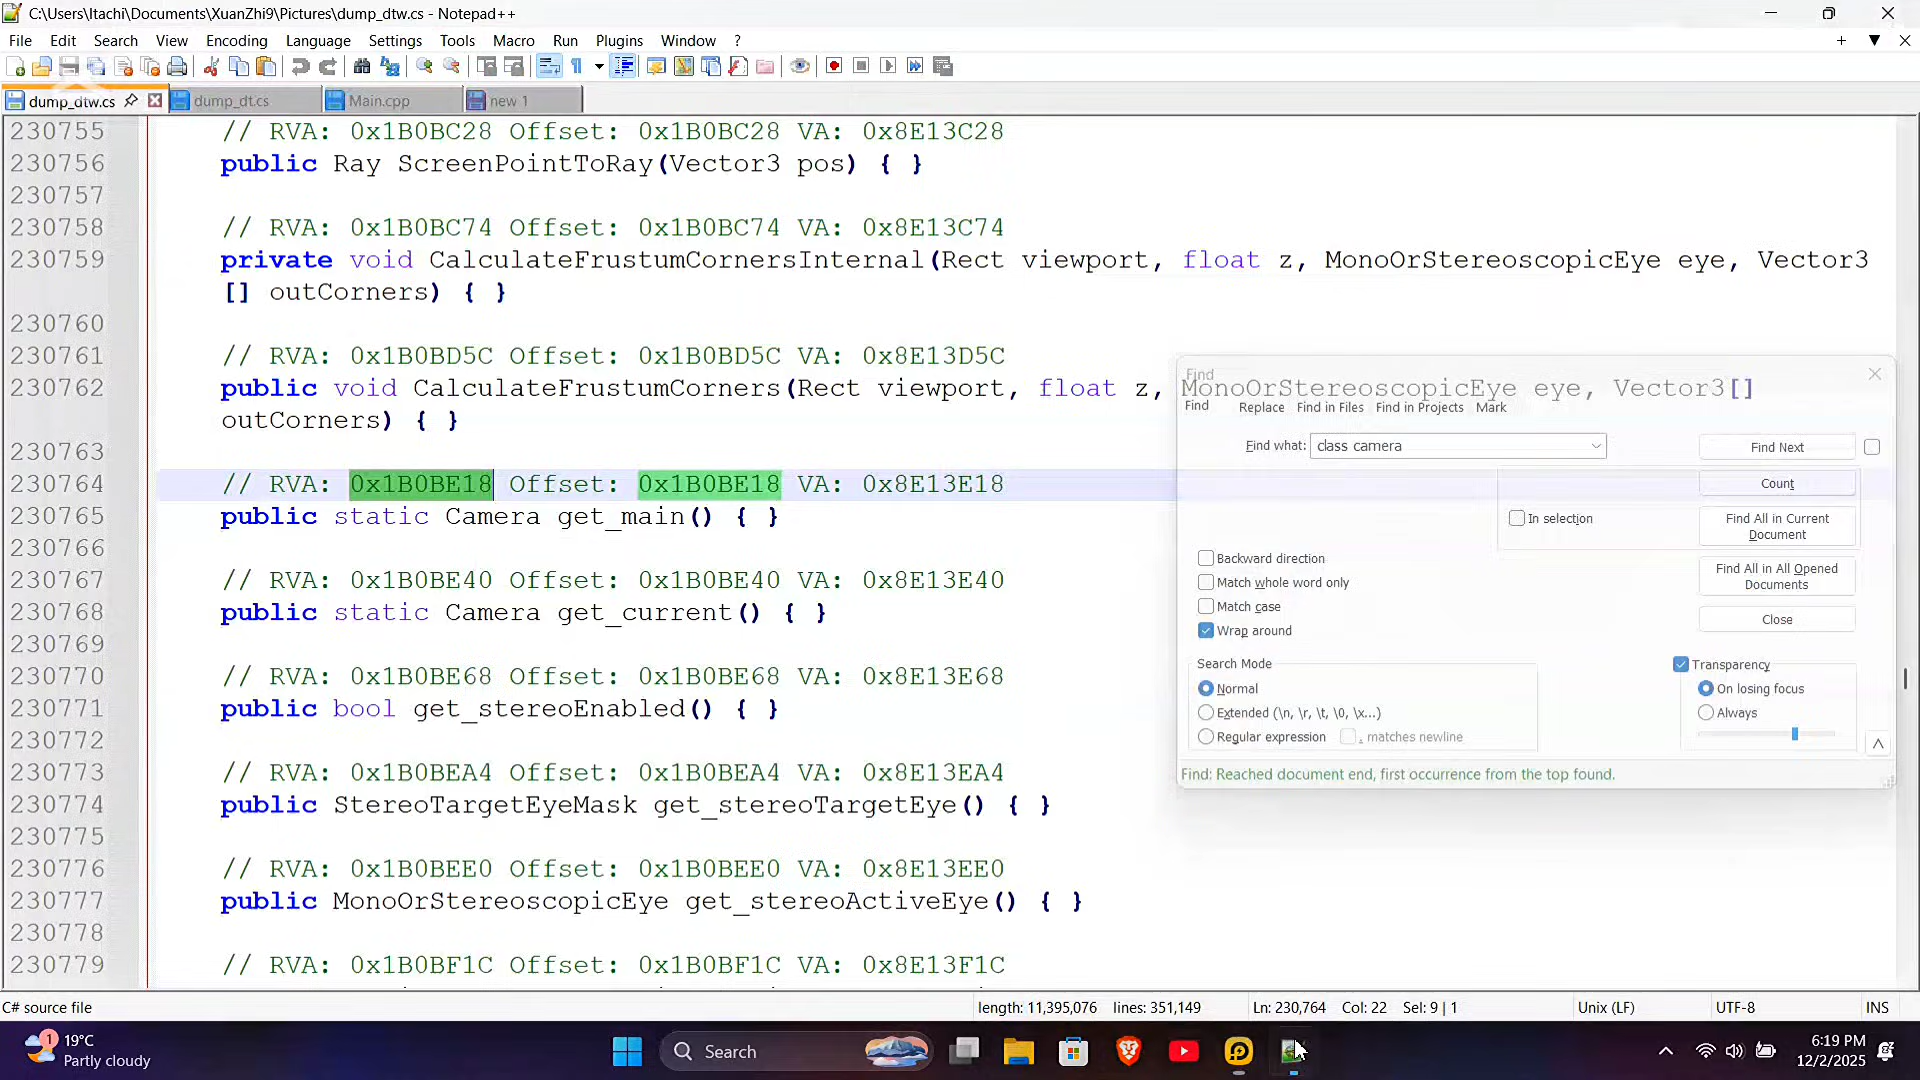 C:\Users\Itachi\Documents\XuanZhi9\Pictures\dump_dtw.cs - Notepad++
File Edit Search View Encoding Language Settings Tools Macro Run Plugins Window ?
dump_dtw.cs dump_dt.cs Main.cpp new 1
230755 // RVA: 0x1B0BC28 Offset: 0x1B0BC28 VA: 0x8E13C28
230756 public Ray ScreenPointToRay(Vector3 pos) { }
230757
230758 // RVA: 0x1B0BC74 Offset: 0x1B0BC74 VA: 0x8E13C74
230759 private void CalculateFrustumCornersInternal(Rect viewport, float z, MonoOrStereoscopicEye eye, Vector3
[] outCorners) { }
230760
230761 // RVA: 0x1B0BD5C Offset: 0x1B0BD5C VA: 0x8E13D5C
230762 public void CalculateFrustumCorners(Rect viewport, float z, MonoOrStereoscopicEye eye, Vector3[]
outCorners) { }
230763
230764 // RVA: 0x1B0BE18 Offset: 0x1B0BE18 VA: 0x8E13E18
230765 public static Camera get_main() { }
230766
230767 // RVA: 0x1B0BE40 Offset: 0x1B0BE40 VA: 0x8E13E40
230768 public static Camera get_current() { }
230769
230770 // RVA: 0x1B0BE68 Offset: 0x1B0BE68 VA: 0x8E13E68
230771 public bool get_stereoEnabled() { }
230772
230773 // RVA: 0x1B0BEA4 Offset: 0x1B0BEA4 VA: 0x8E13EA4
230774 public StereoTargetEyeMask get_stereoTargetEye() { }
230775
230776 // RVA: 0x1B0BEE0 Offset: 0x1B0BEE0 VA: 0x8E13EE0
230777 public MonoOrStereoscopicEye get_stereoActiveEye() { }
230778
230779 // RVA: 0x1B0BF1C Offset: 0x1B0BF1C VA: 0x8E13F1C
Find
Find Replace Find in Files Find in Projects Mark
Find what: class camera Find Next
Count
In selection
Find All in Current
Document
Backward direction
Find All in All Opened
Documents
Match whole word only
Match case
Close
Wrap around
Search Mode
Transparency
Normal
On losing focus
Extended (\n, \r, \t, \0, \x...)
Always
Regular expression . matches newline
Find: Reached document end, first occurrence from the top found.
C# source file length: 11,395,076 lines: 351,149 Ln: 230,764 Col: 22 Sel: 9 | 1 Unix (LF) UTF-8 INS
1
19°C
Partly cloudy
Search
6:19 PM
12/2/2025